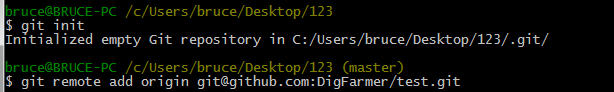 bruce@BRUCE-PC /c/Users/bruce/Desktop/123
$ git init
Initialized empty Git repository in C:/Users/bruce/Desktop/123/.git/
bruce@BRUCE-PC /c/Users/bruce/Desktop/123 (master)
$ git remote add origin git@github.com:DigFarmer/test.git